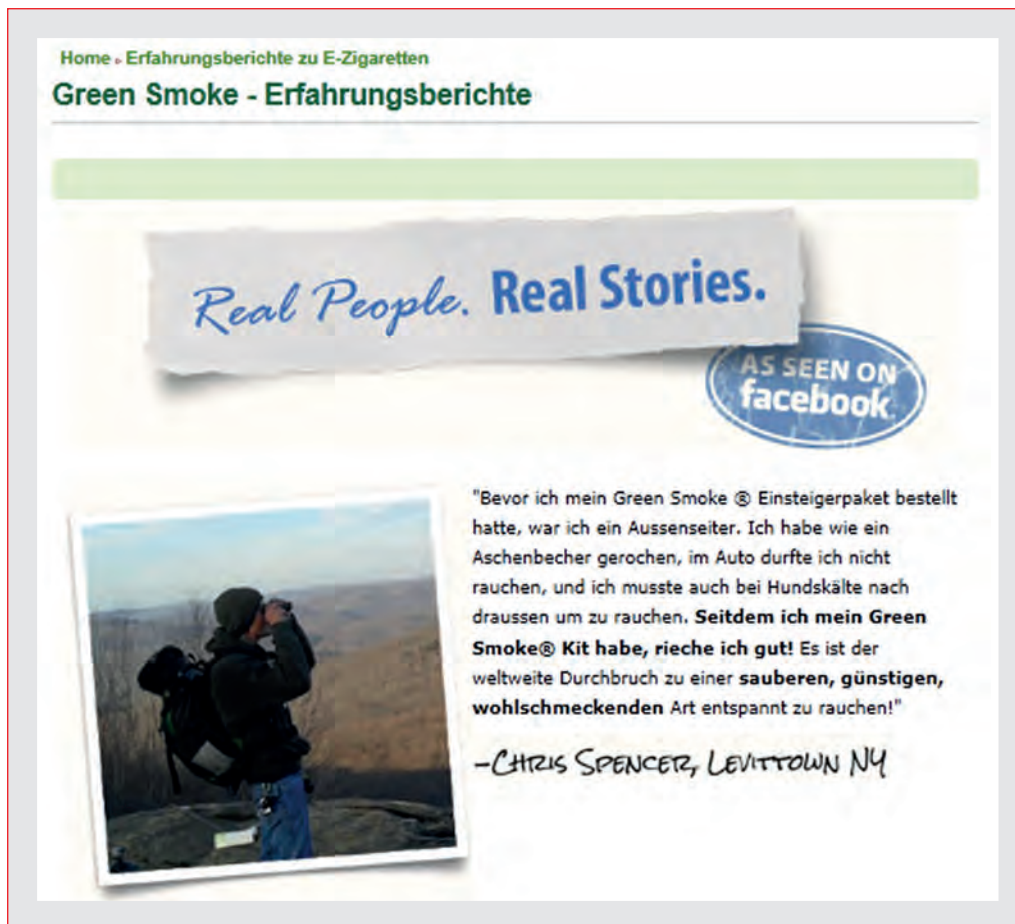 Home » Erfahrungsberichte zu E-Zigaretten
Green Smoke - Erfahrungsberichte
Real People. Real Stories.
AS SEEN ON
facebook
"Bevor ich mein Green Smoke ® Einsteigerpaket bestellt
hatte, war ich ein Aussenseiter. Ich habe wie ein
Aschenbecher gerochen, im Auto durfte ich nicht
rauchen, und ich musste auch bei Hundskälte nach
draussen um zu rauchen. Seitdem ich mein Green
Smoke® Kit habe, rieche ich gut! Es ist der
weltweite Durchbruch zu einer sauberen, günstigen,
wohlschmeckenden Art entspannt zu rauchen!"
-CHRIS SPENCER, LEVITTOWN NY